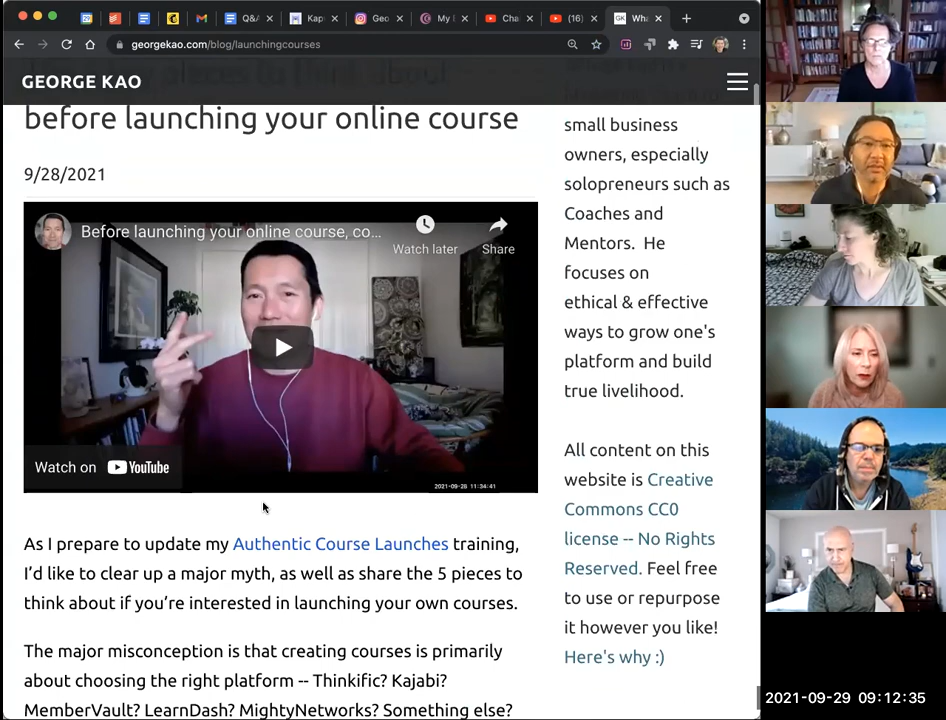 Q&A
Kap
Geo
My
Cha
(16)
Wha
georgekao.com/blog/launchingcourses
GEORGE KAO
before launching your online course
9/28/2021
Before launching your online course, co...
Watch later
Share
Watch on YouTube
2021-09-28 11:34:41
As I prepare to update my Authentic Course Launches training,
I'd like to clear up a major myth, as well as share the 5 pieces to
think about if you're interested in launching your own courses.
The major misconception is that creating courses is primarily
about choosing the right platform -- Thinkific? Kajabi?
MemberVault? LearnDash? MightyNetworks? Something else?
small business
owners, especially
solopreneurs such as
Coaches and
Mentors. He
focuses on
ethical & effective
ways to grow one's
platform and build
true livelihood.
All content on this
website is Creative
Commons CC0
license -- No Rights
Reserved. Feel free
to use or repurpose
it however you like!
Here's why :)
2021-09-29 09:12:35